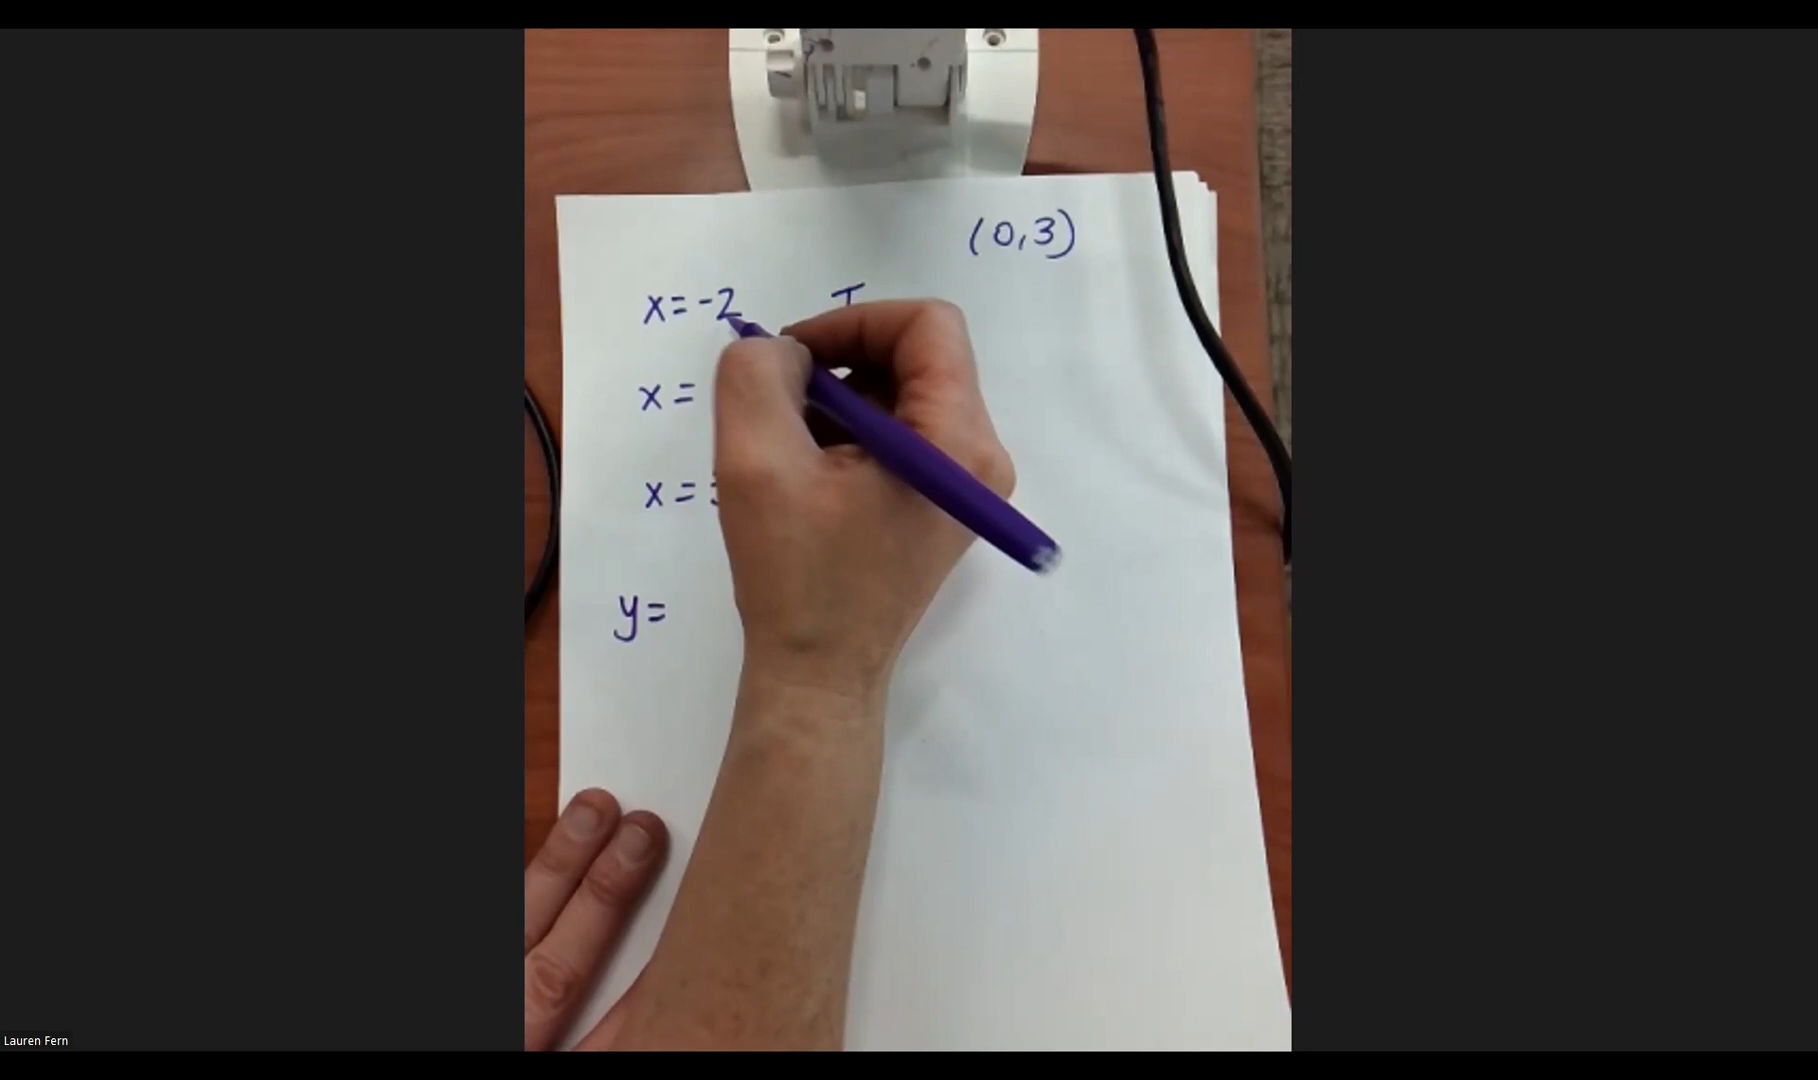 (0,3)
x = -2 T
x =
x =
y =
Lauren Fern